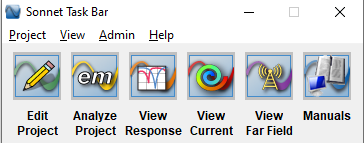 Sonnet Task Bar
Project View Admin Help
em
Edit Project
Analyze Project
View Response
View Current
View Far Field
Manuals